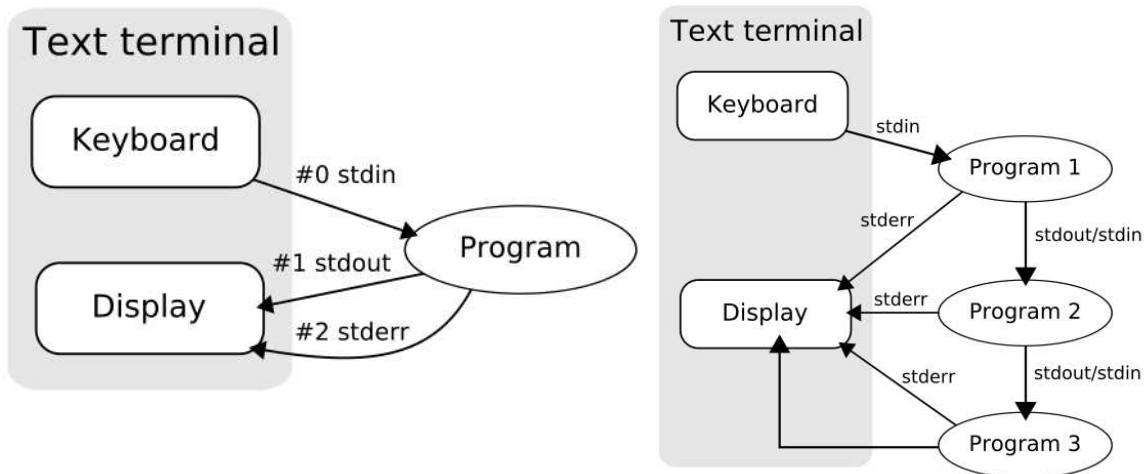 Text terminal
Keyboard
#0 stdin
Program
#1 stdout
Display
#2 stderr
Text terminal
Keyboard
stdin
Program 1
stderr
stdout/stdin
Display
stderr
Program 2
stdout/stdin
stderr
Program 3